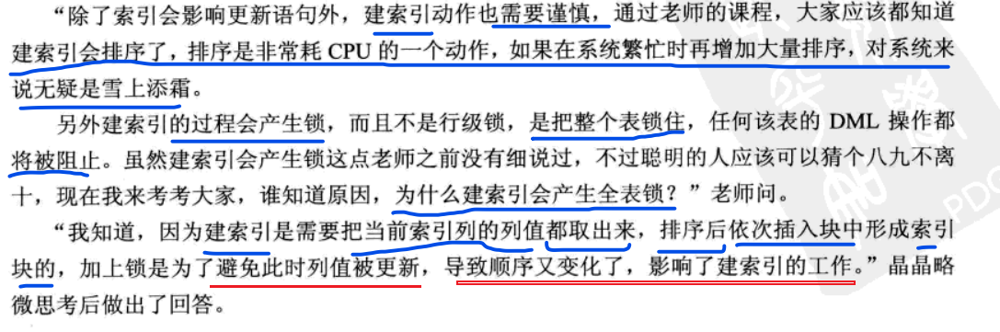 “除了索引会影响更新语句外，建索引动作也需要谨慎，通过老师的课程，大家应该都知道
建索引会排序了，排序是非常耗 CPU 的一个动作，如果在系统繁忙时再增加大量排序，对系统来
说无疑是雪上添霜。
另外建索引的过程会产生锁，而且不是行级锁，是把整个表锁住，任何该表的 DML 操作都
将被阻止。虽然建索引会产生锁这点老师之前没有细说过，不过聪明的人应该可以猜个八九不离
十，现在我来考考大家，谁知道原因，为什么建索引会产生全表锁？”老师问。
“我知道，因为建索引是需要把当前索引列的列值都取出来，排序后依次插入块中形成索引
块的，加上锁是为了避免此时列值被更新，导致顺序又变化了，影响了建索引的工作。”晶晶略
微思考后做出了回答。
PDC